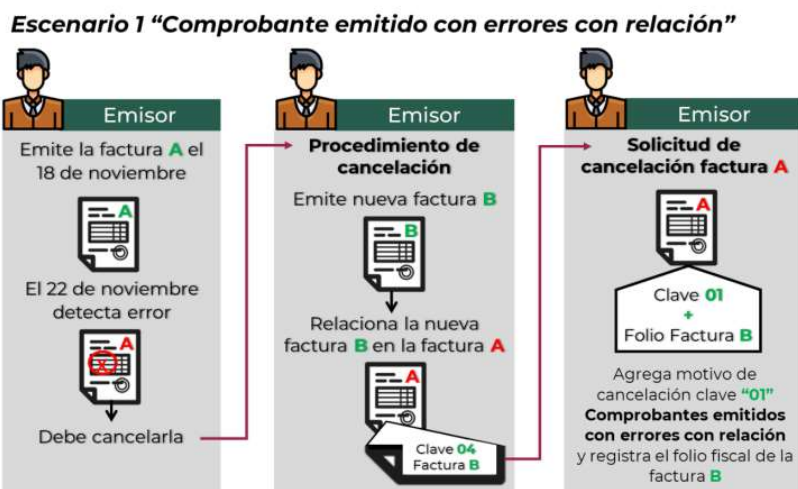 Escenario 1 “Comprobante emitido con errores con relación”
Emisor
Emite la factura A el
18 de noviembre
A
El 22 de noviembre
detecta error
A
X
Debe cancelarla
Emisor
Procedimiento de
cancelación
Emite nueva factura B
B
Relaciona la nueva
factura B en la factura A
A
Clave 04
Factura B
Emisor
Solicitud de
cancelación factura A
A
Clave 01
+
Folio Factura B
Agrega motivo de
cancelación clave “01”
Comprobantes emitidos
con errores con relación
y registra el folio fiscal de la
factura B